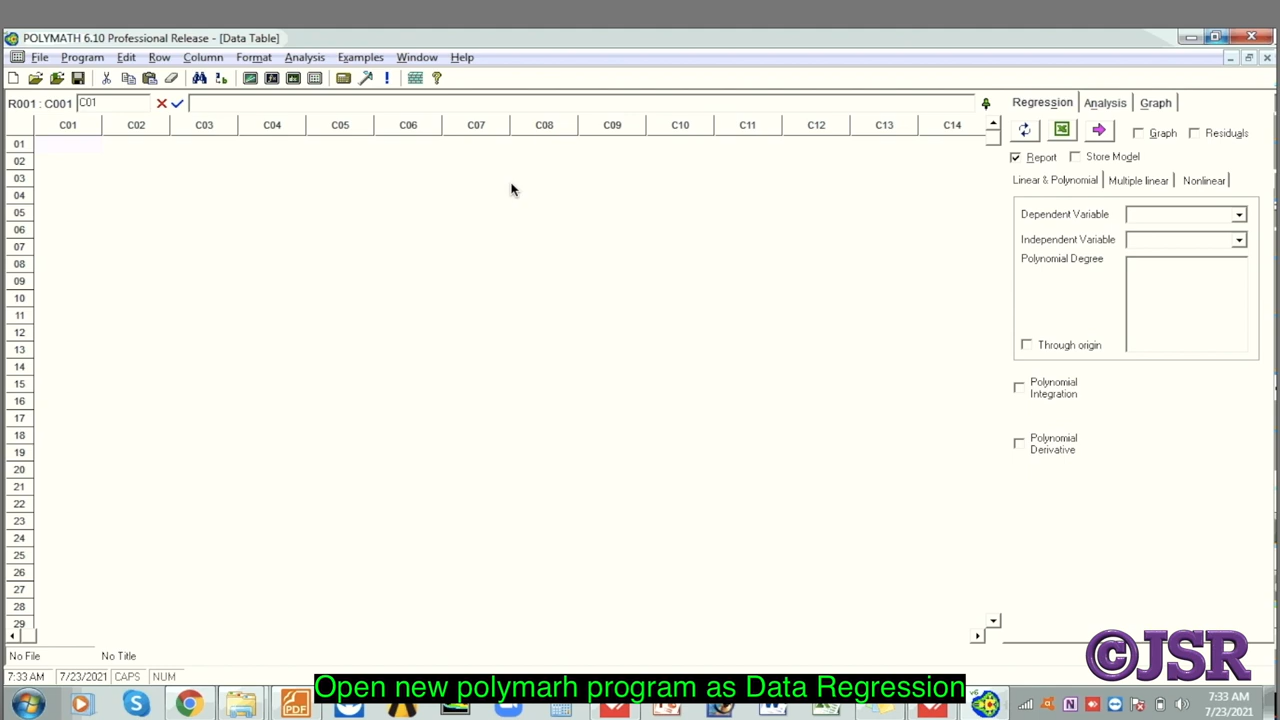 POLYMATH 6.10 Professional Release - [Data Table]
File Program Edit Row Column Format Analysis Examples Window Help
R001 : C001 C01
Regression Analysis Graph
C01 C02 C03 C04 C05 C06 C07 C08 C09 C10 C11 C12 C13 C14
Graph Residuals
Report Store Model
Linear & Polynomial Multiple linear Nonlinear
Dependent Variable
Independent Variable
Polynomial Degree
Through origin
Polynomial
Integration
Polynomial
Derivative
01
02
03
04
05
06
07
08
09
10
11
12
13
14
15
16
17
18
19
20
21
22
23
24
25
26
27
28
29
No File No Title
7:33 AM 7/23/2021 CAPS NUM
©JSR
Open new polymarh program as Data Regression
PDF
7:33 AM
7/23/2021